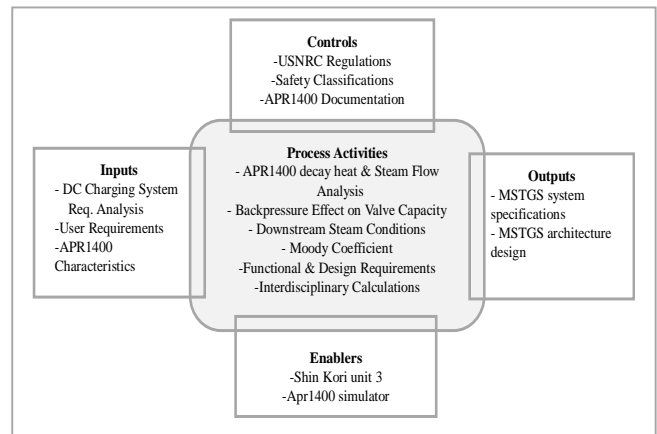 Controls
-USNRC Regulations
-Safety Classifications
-APR1400 Documentation
Inputs
- DC Charging System
Req. Analysis
-User Requirements
-APR1400
Characteristics
Process Activities
- APR1400 decay heat & Steam Flow
Analysis
- Backpressure Effect on Valve Capacity
- Downstream Steam Conditions
- Moody Coefficient
-Functional & Design Requirements
-Interdisciplinary Calculations
Outputs
- MSTGS system
specifications
- MSTGS architecture
design
Enablers
-Shin Kori unit 3
-Apr1400 simulator